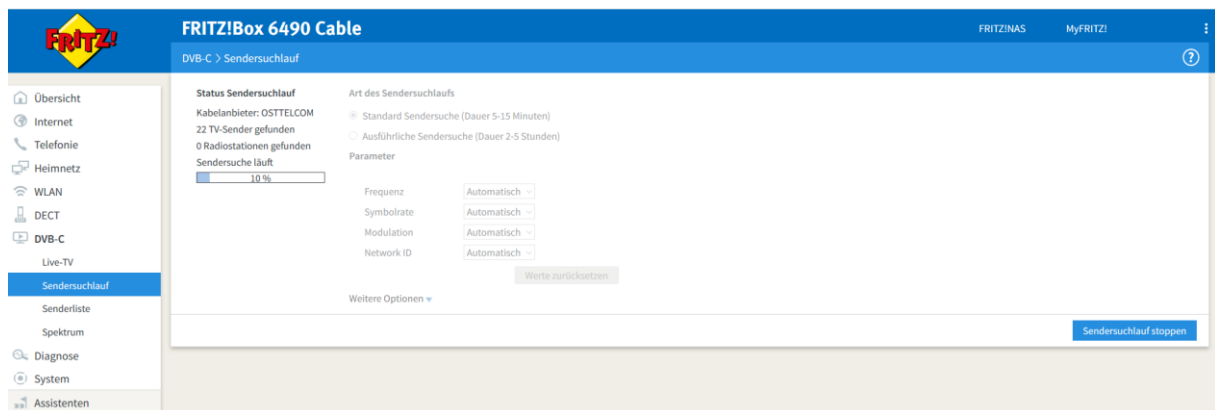 FRITZ!
FRITZ!Box 6490 Cable
FRITZ!NAS
MyFRITZ!
DVB-C > Sendersuchlauf
?
Übersicht
Internet
Telefonie
Heimnetz
WLAN
DECT
DVB-C
Live-TV
Sendersuchlauf
Senderliste
Spektrum
Diagnose
System
Assistenten
Status Sendersuchlauf
Kabelanbieter: OSTTELCOM
22 TV-Sender gefunden
0 Radiostationen gefunden
Sendersuche läuft
10 %
Art des Sendersuchlaufs
Standard Sendersuche (Dauer 5-15 Minuten)
Ausführliche Sendersuche (Dauer 2-5 Stunden)
Parameter
Frequenz Automatisch
Symbolrate Automatisch
Modulation Automatisch
Network ID Automatisch
Werte zurücksetzen
Weitere Optionen
Sendersuchlauf stoppen